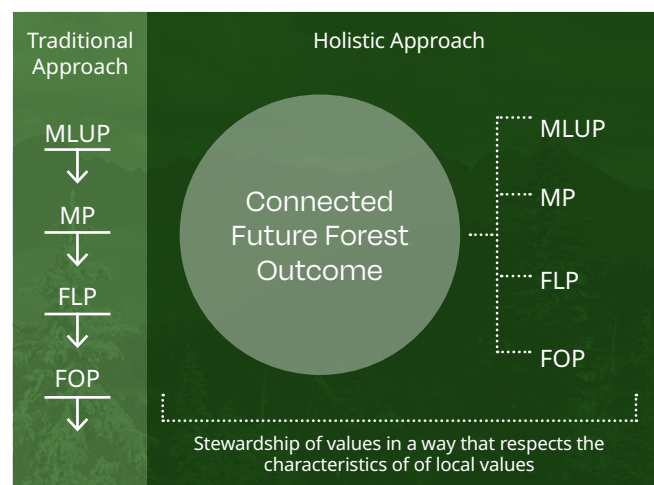 Traditional
Approach
MLUP
MP
FLP
FOP
Holistic Approach
Connected
Future Forest
Outcome
MLUP
MP
FLP
FOP
Stewardship of values in a way that respects the
characteristics of of local values